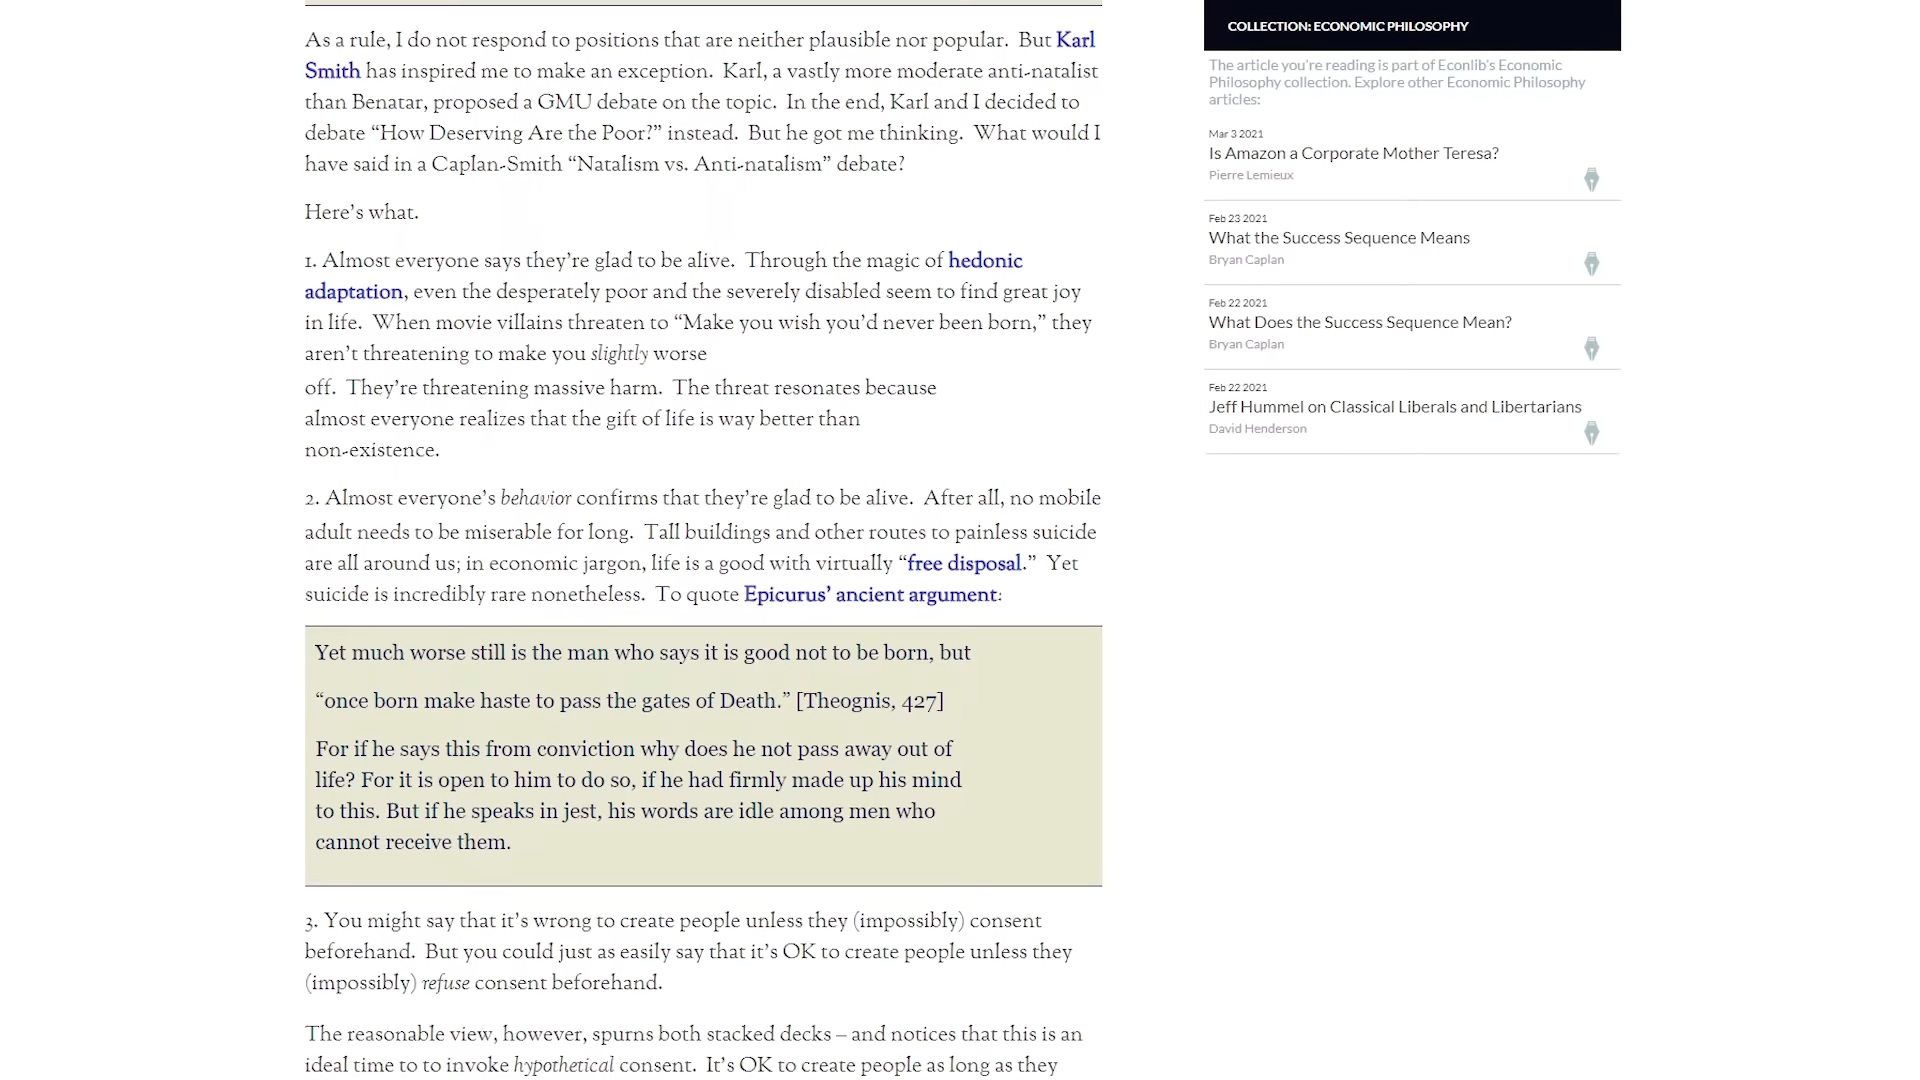 As a rule, I do not respond to positions that are neither plausible nor popular.  But Karl
Smith has inspired me to make an exception.  Karl, a vastly more moderate anti-natalist
than Benatar, proposed a GMU debate on the topic.  In the end, Karl and I decided to
debate “How Deserving Are the Poor?” instead.  But he got me thinking.  What would I
have said in a Caplan-Smith “Natalism vs. Anti-natalism” debate?
Here’s what.
1. Almost everyone says they’re glad to be alive.  Through the magic of hedonic
adaptation, even the desperately poor and the severely disabled seem to find great joy
in life.  When movie villains threaten to “Make you wish you’d never been born,” they
aren’t threatening to make you slightly worse
off.  They’re threatening massive harm.  The threat resonates because
almost everyone realizes that the gift of life is way better than
non-existence.
2. Almost everyone’s behavior confirms that they’re glad to be alive.  After all, no mobile
adult needs to be miserable for long.  Tall buildings and other routes to painless suicide
are all around us; in economic jargon, life is a good with virtually “free disposal.”  Yet
suicide is incredibly rare nonetheless.  To quote Epicurus’ ancient argument:
Yet much worse still is the man who says it is good not to be born, but
“once born make haste to pass the gates of Death.” [Theognis, 427]
For if he says this from conviction why does he not pass away out of
life? For it is open to him to do so, if he had firmly made up his mind
to this. But if he speaks in jest, his words are idle among men who
cannot receive them.
3. You might say that it’s wrong to create people unless they (impossibly) consent
beforehand.  But you could just as easily say that it’s OK to create people unless they
(impossibly) refuse consent beforehand.
The reasonable view, however, spurns both stacked decks – and notices that this is an
ideal time to to invoke hypothetical consent.  It’s OK to create people as long as they
COLLECTION: ECONOMIC PHILOSOPHY
The article you’re reading is part of Econlib’s Economic
Philosophy collection. Explore other Economic Philosophy
articles:
Mar 3 2021
Is Amazon a Corporate Mother Teresa?
Pierre Lemieux
Feb 23 2021
What the Success Sequence Means
Bryan Caplan
Feb 22 2021
What Does the Success Sequence Mean?
Bryan Caplan
Feb 22 2021
Jeff Hummel on Classical Liberals and Libertarians
David Henderson